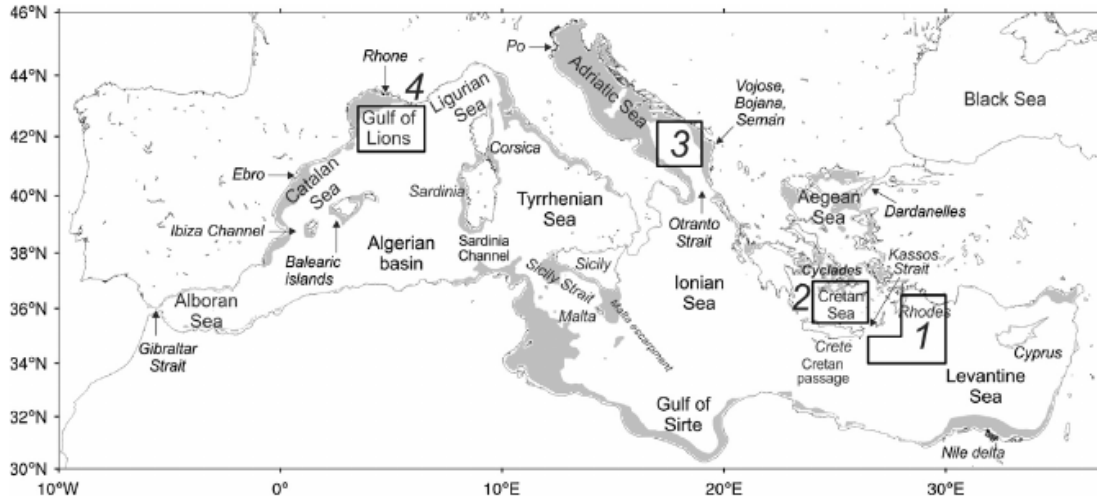 46°N
44°N
42°N
40°N
38°N
36°N
34°N
32°N
30°N
10°W
0°
10°E
20°E
30°E
Po
Rhone
4
Ligurian
Sea
Gulf of
Lions
Adriatic Sea
3
Vojose,
Bojana,
Seman
Black Sea
Corsica
Ebro
Catalan
Sea
Sardinia
Tyrrhenian
Sea
Otranto
Strait
Aegean
Sea
Dardanelles
Ibiza Channel
Balearic
islands
Algerian
basin
Sardinia
Channel
Sicily
Sicily Strait
Malta
Malta escarpment
Ionian
Sea
Cyclades
Kassos
Strait
2
Cretan
Sea
Rhodes
1
Alboran
Sea
Gibraltar
Strait
Crete
Cretan
passage
Cyprus
Levantine
Sea
Gulf of
Sirte
Nile delta